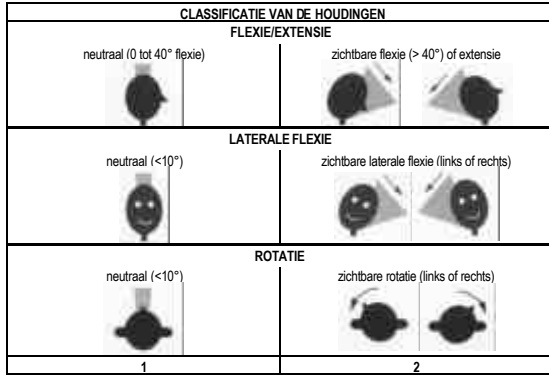 CLASSIFICATIE VAN DE HOUDINGEN
FLEXIE/EXTENSIE
neutraal (0 tot 40° flexie) zichtbare flexie (> 40°) of extensie
LATERALE FLEXIE
neutraal (<10°) zichtbare laterale flexie (links of rechts)
ROTATIE
neutraal (<10°) zichtbare rotatie (links of rechts)
1 2